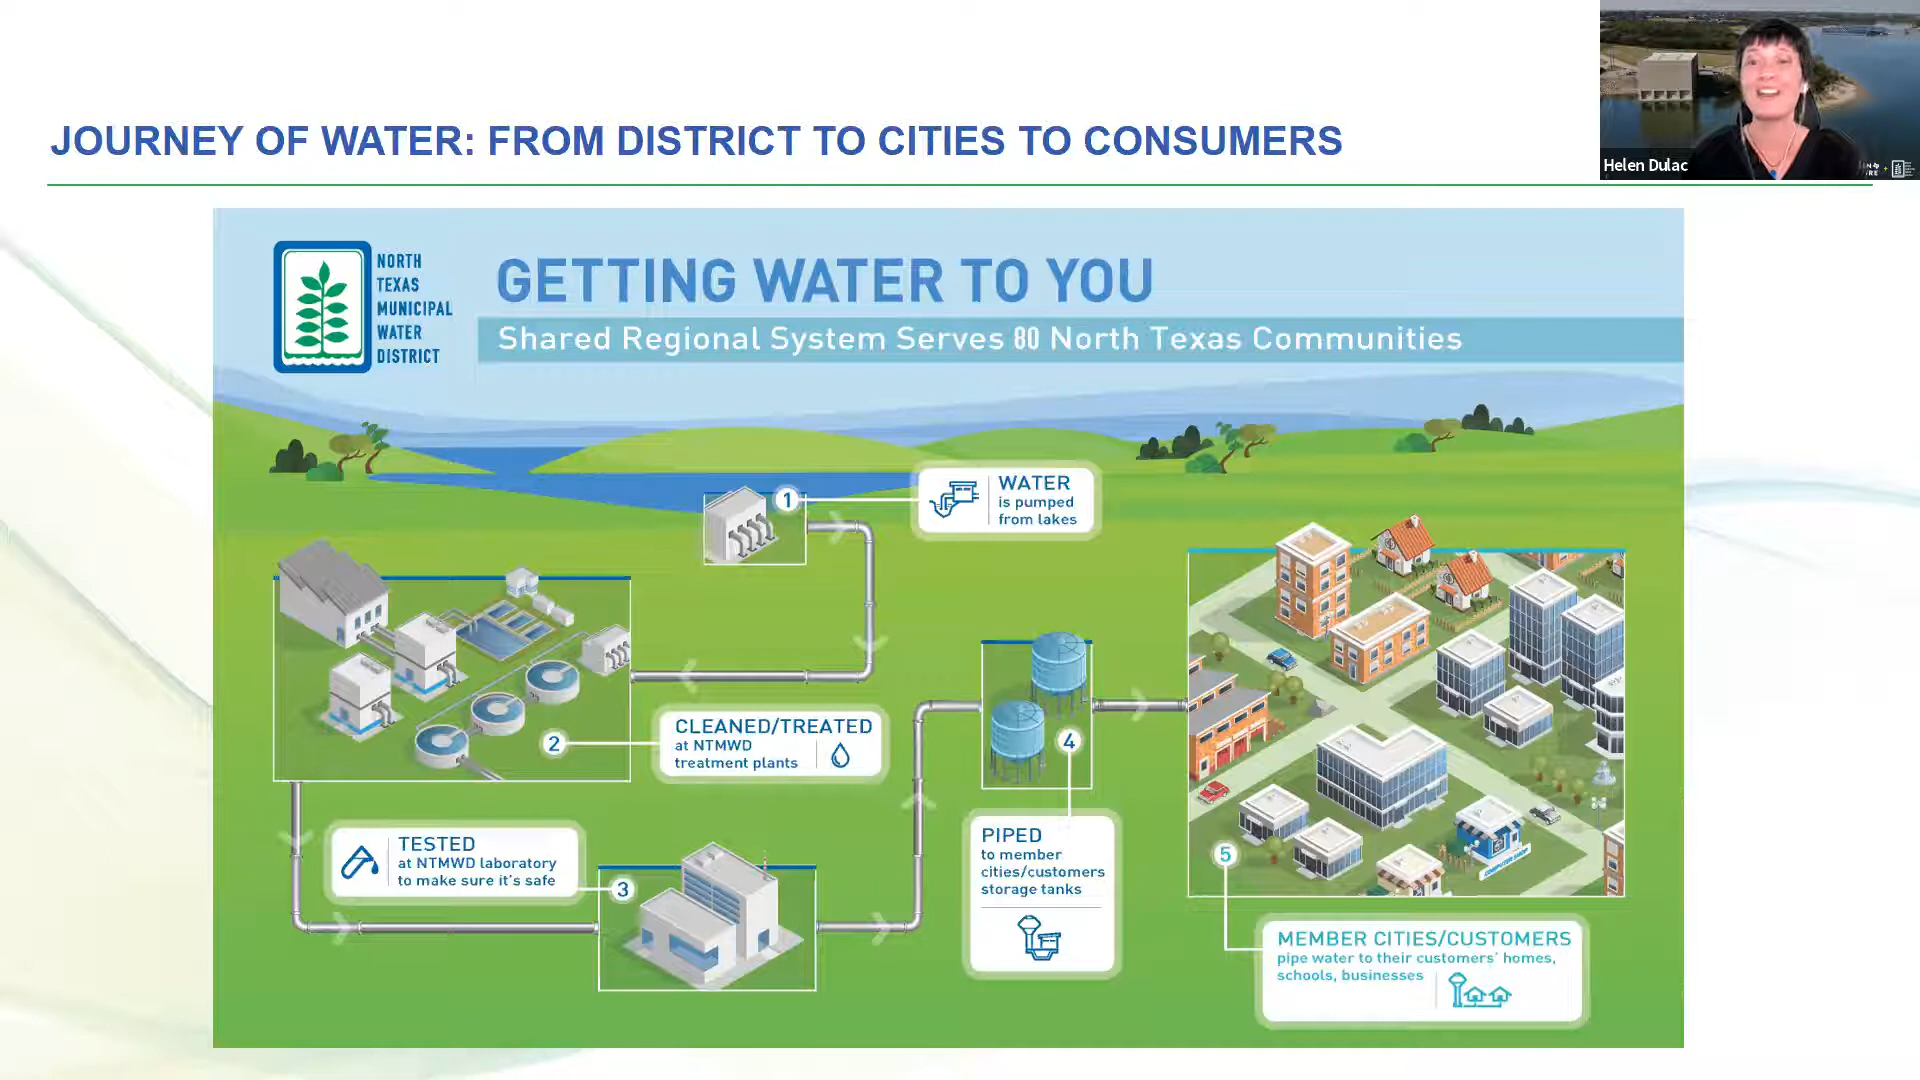 JOURNEY OF WATER: FROM DISTRICT TO CITIES TO CONSUMERS
Helen Dulac
NORTH
TEXAS
MUNICIPAL
WATER
DISTRICT
GETTING WATER TO YOU
Shared Regional System Serves 80 North Texas Communities
1
WATER
is pumped
from lakes
2
CLEANED/TREATED
at NTMWD
treatment plants
TESTED
at NTMWD laboratory
to make sure it's safe
3
4
PIPED
to member
cities/customers
storage tanks
COMPUTER SHOP
5
MEMBER CITIES/CUSTOMERS
pipe water to their customers' homes,
schools, businesses